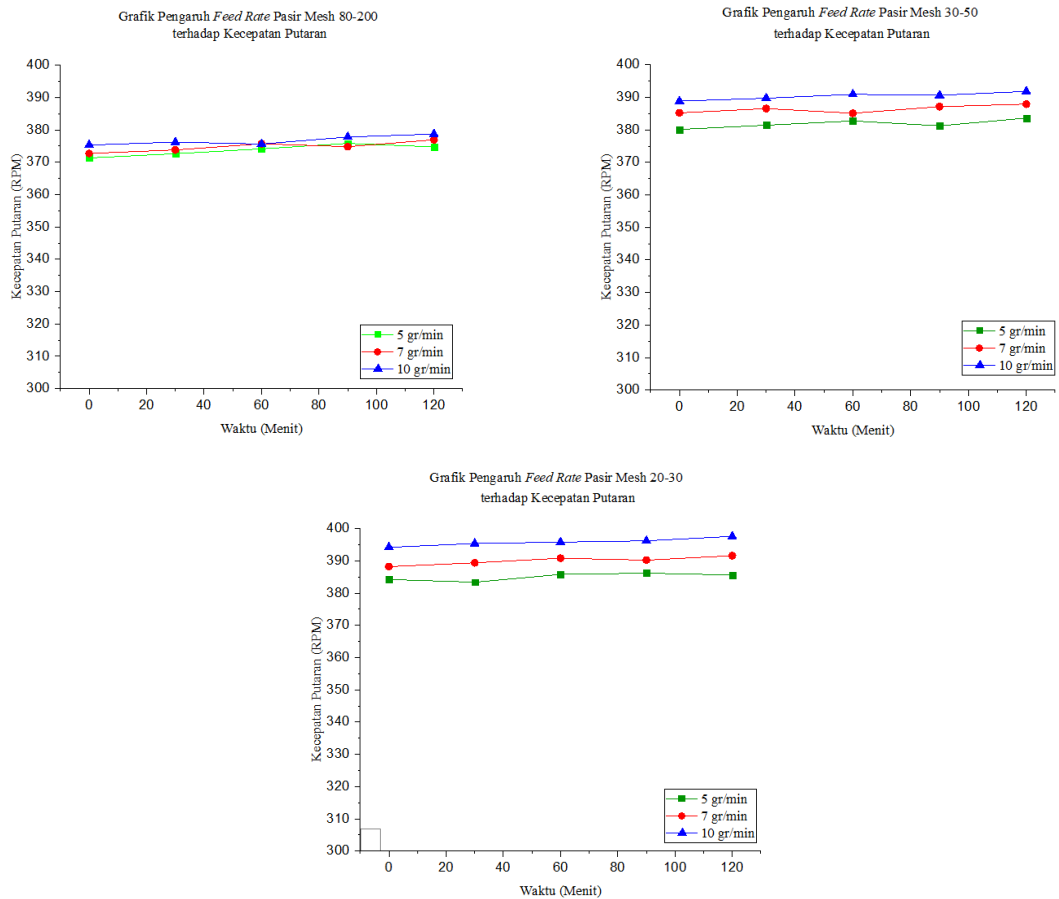 Grafik Pengaruh Feed Rate Pasir Mesh 80-200
terhadap Kecepatan Putaran
400
390
380
370
360
350
340
330
320
310
300
Kecepatan Putaran (RPM)
5 gr/min
7 gr/min
10 gr/min
0 20 40 60 80 100 120
Waktu (Menit)
Grafik Pengaruh Feed Rate Pasir Mesh 30-50
terhadap Kecepatan Putaran
400
390
380
370
360
350
340
330
320
310
300
Kecepatan Putaran (RPM)
5 gr/min
7 gr/min
10 gr/min
0 20 40 60 80 100 120
Waktu (Menit)
Grafik Pengaruh Feed Rate Pasir Mesh 20-30
terhadap Kecepatan Putaran
400
390
380
370
360
350
340
330
320
310
300
Kecepatan Putaran (RPM)
5 gr/min
7 gr/min
10 gr/min
0 20 40 60 80 100 120
Waktu (Menit)